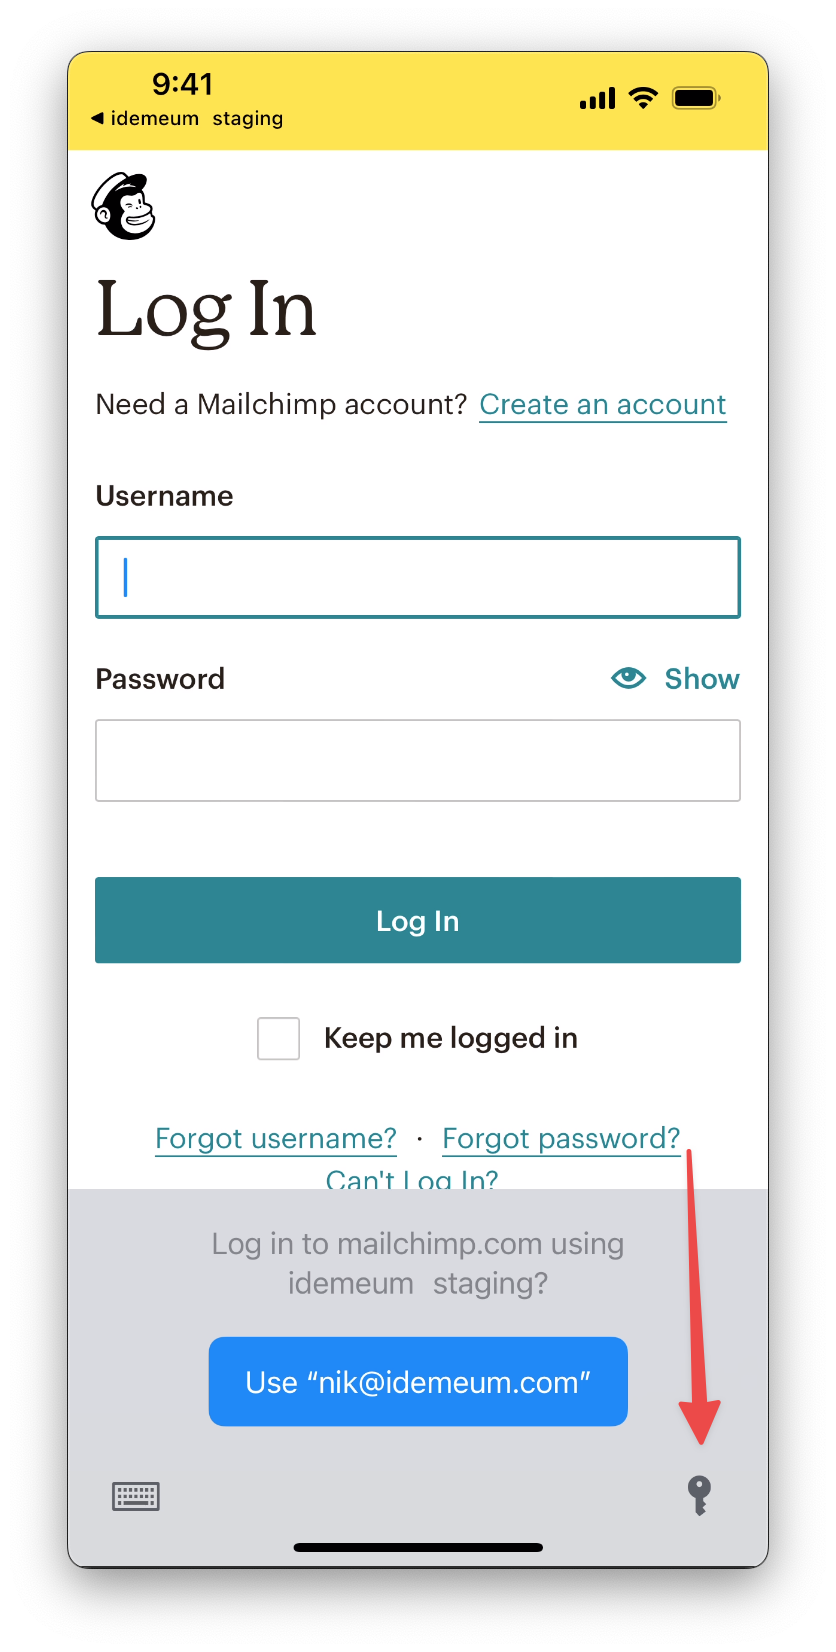 9:41
idemeum staging
Log In
Need a Mailchimp account? Create an account
Username
Password Show
Log In
Keep me logged in
Forgot username? · Forgot password?
Can't Log In?
Log in to mailchimp.com using
idemeum staging?
Use “nik@idemeum.com”